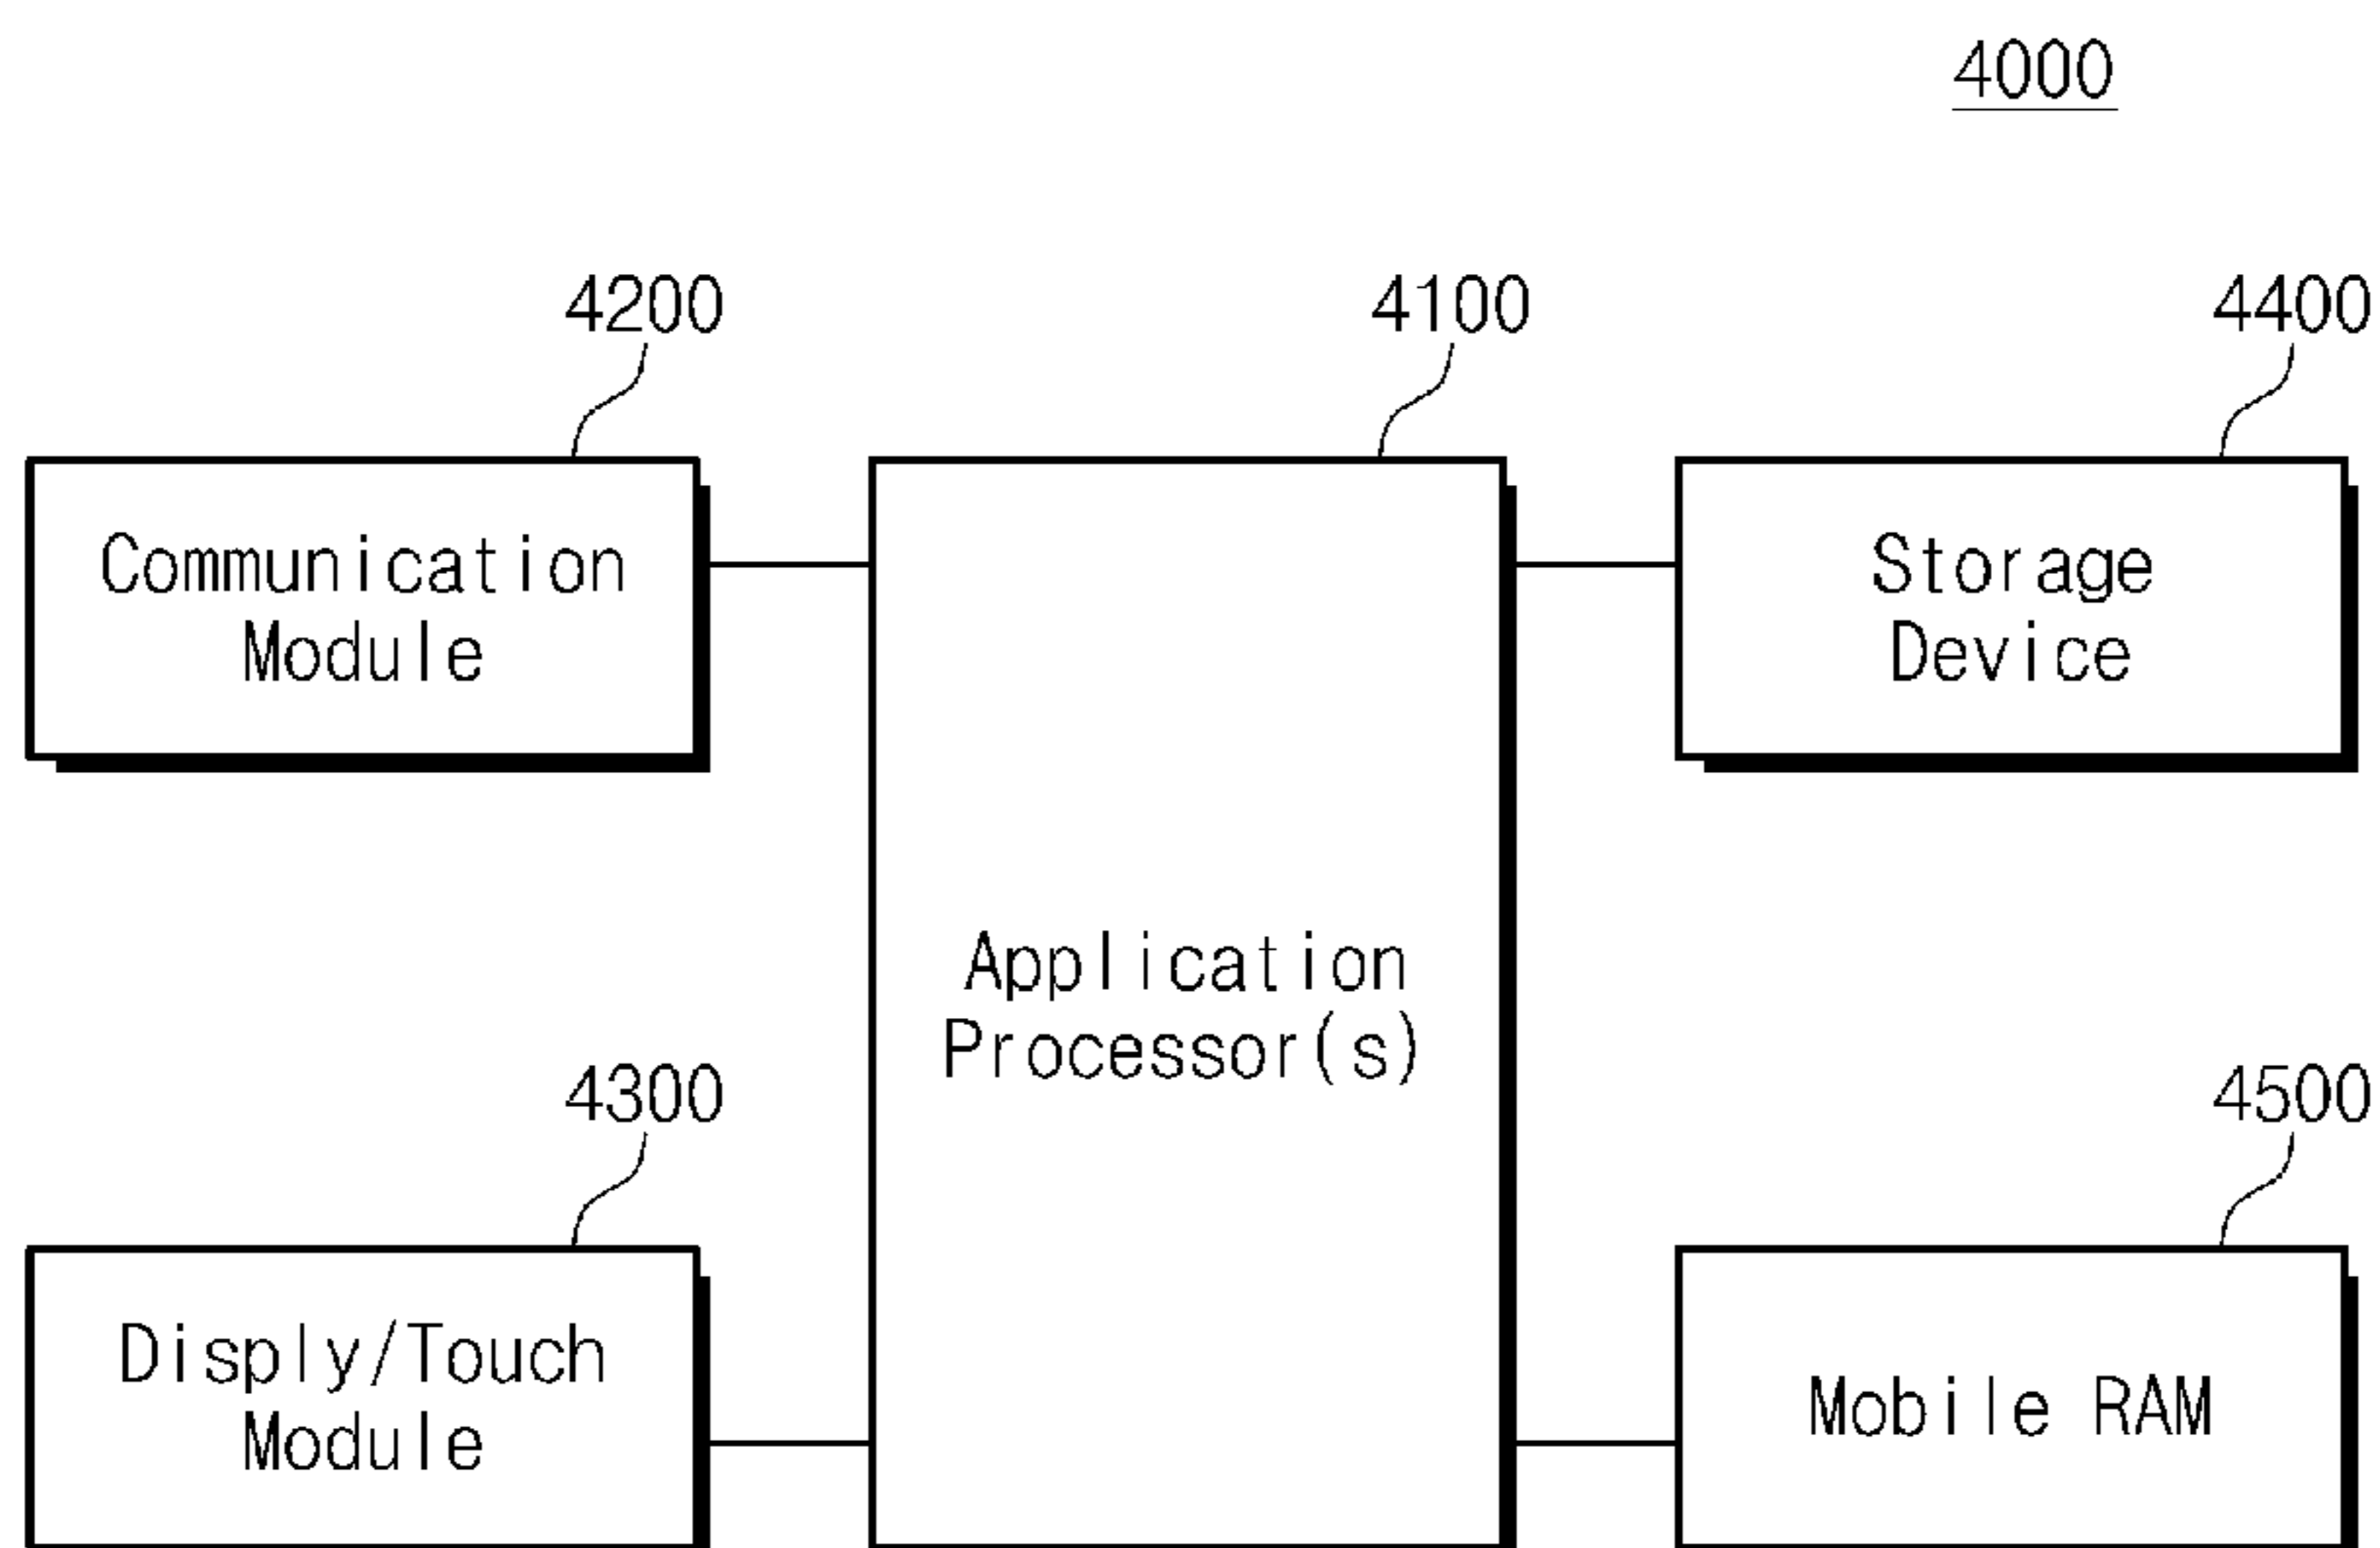 4000
4200
4100
4400
Communication
Module
Storage
Device
Application
Processor(s)
4300
4500
Disply/Touch
Module
Mobile RAM